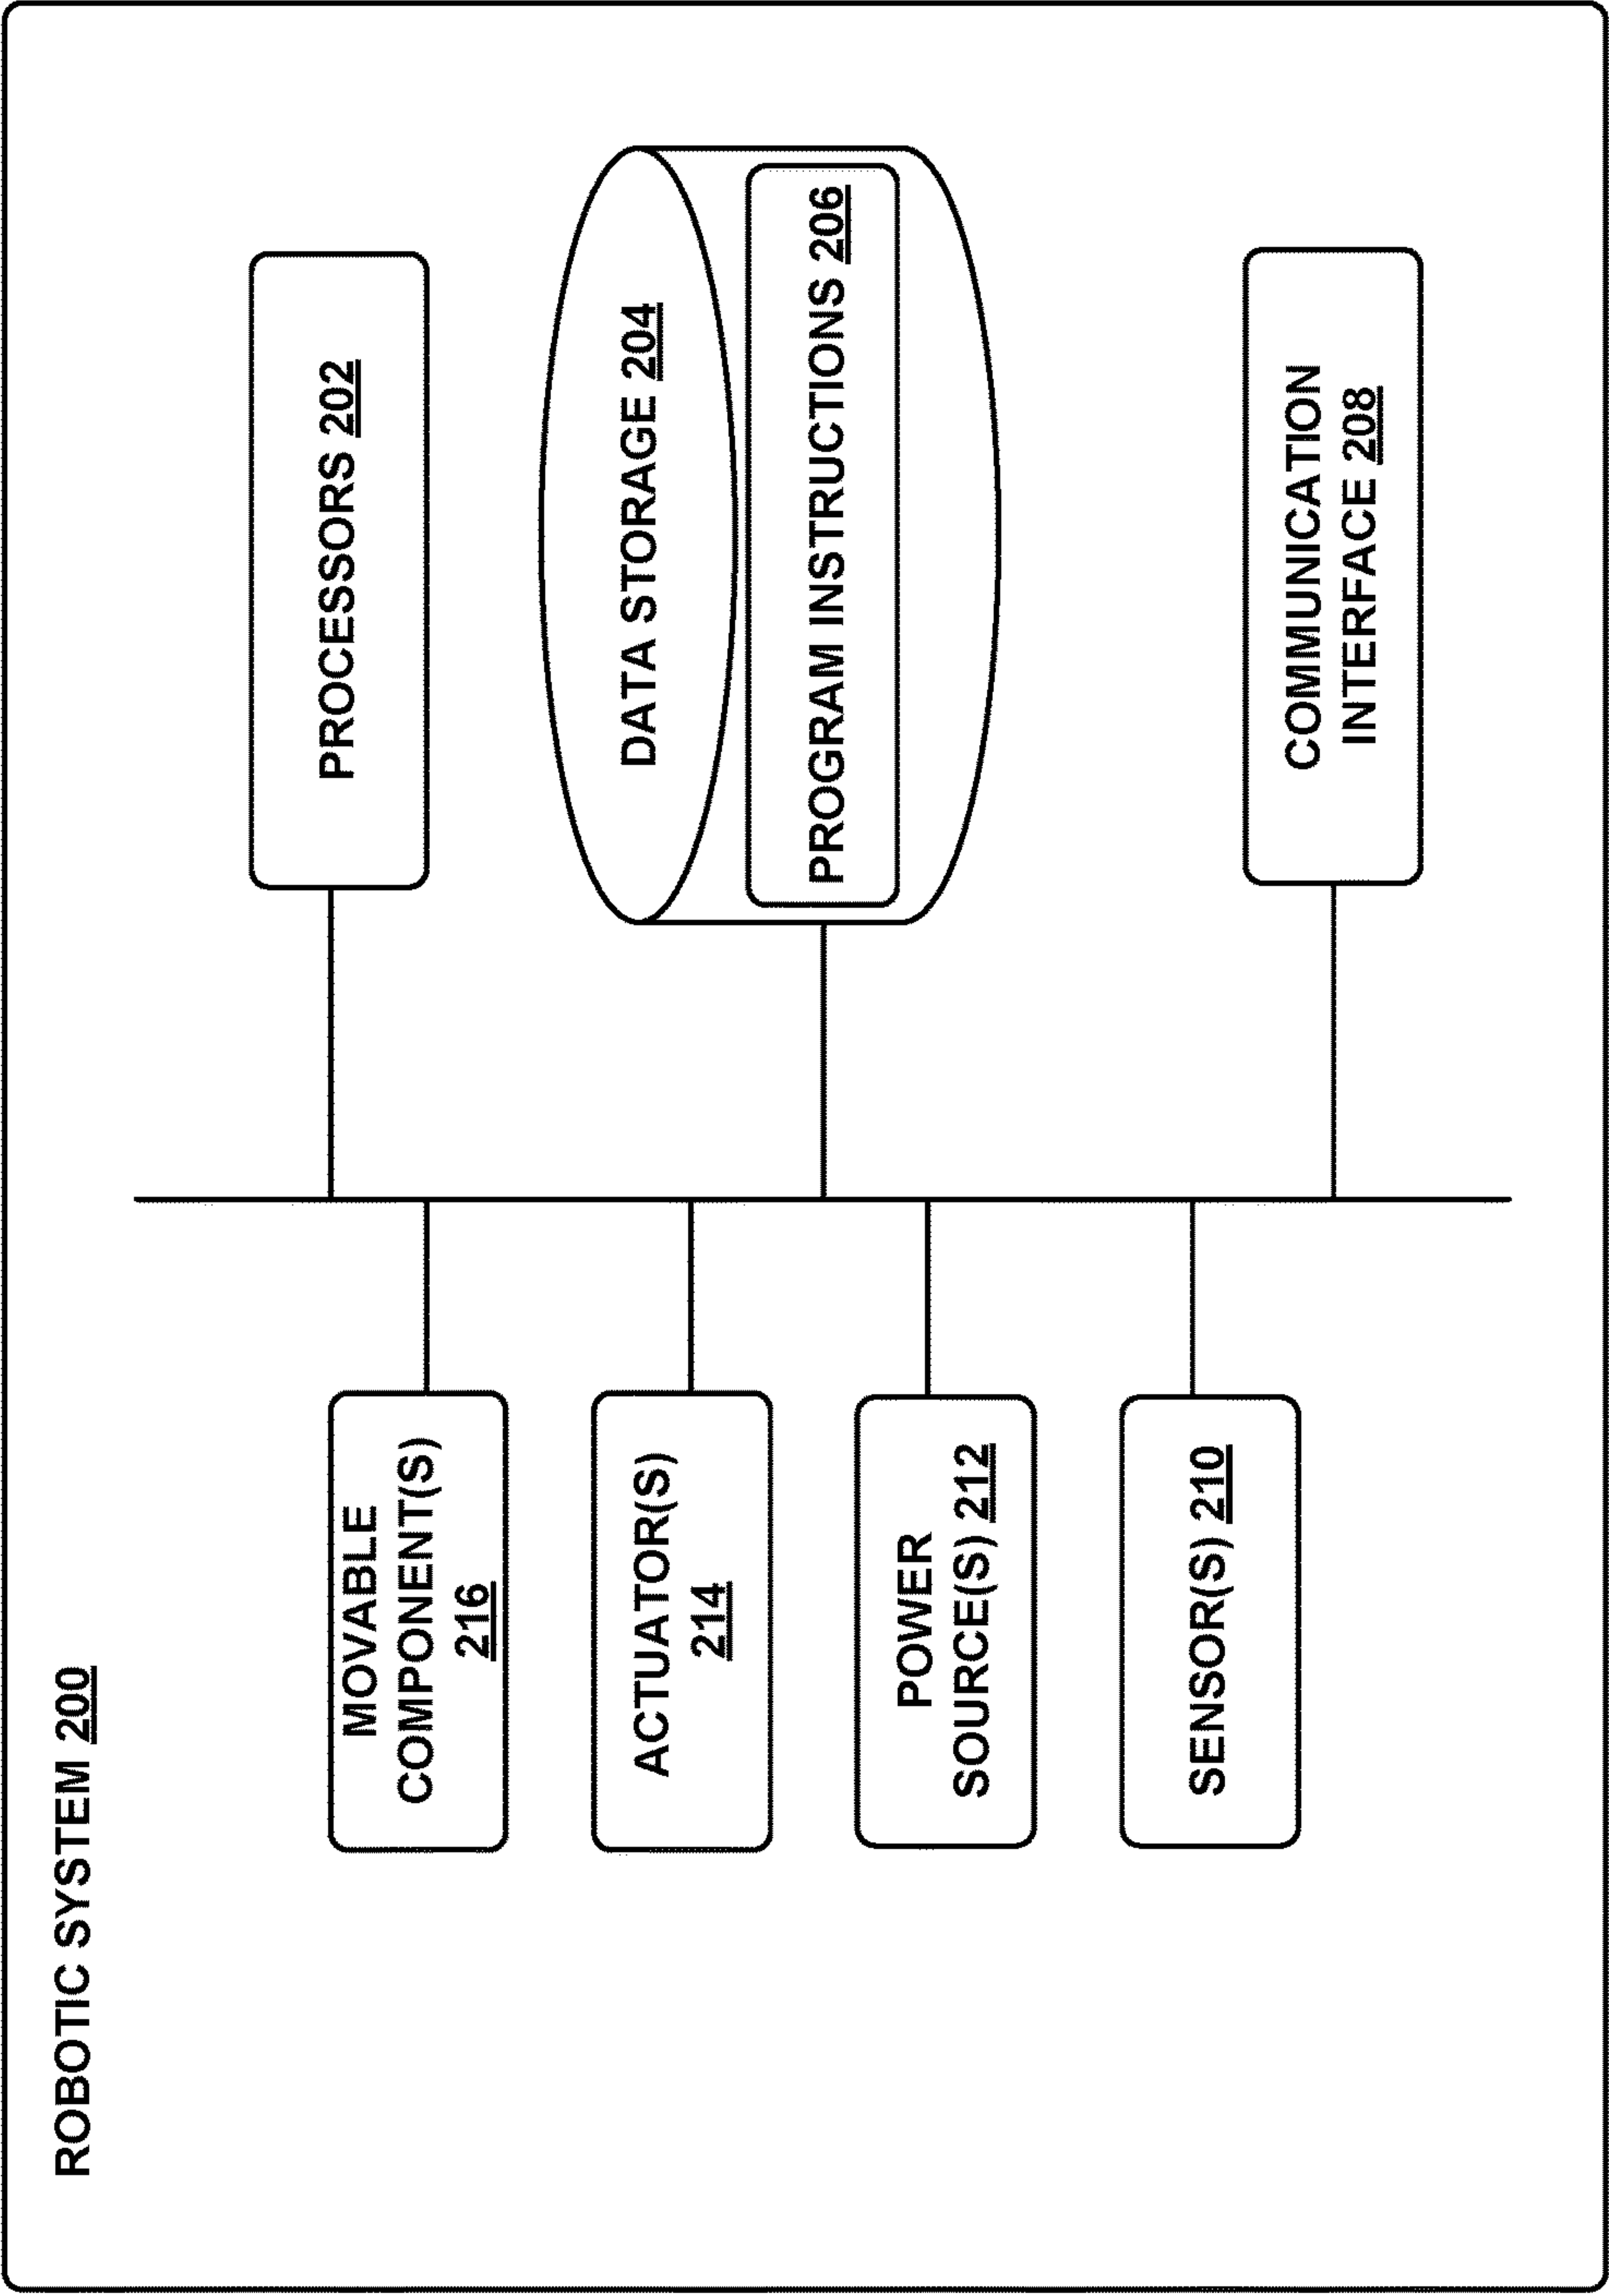 ROBOTIC SYSTEM 200
MOVABLE
COMPONENT(S)
216
ACTUATOR(S)
214
POWER
SOURCE(S) 212
SENSOR(S) 210
PROCESSORS 202
DATA STORAGE 204
PROGRAM INSTRUCTIONS 206
COMMUNICATION
INTERFACE 208